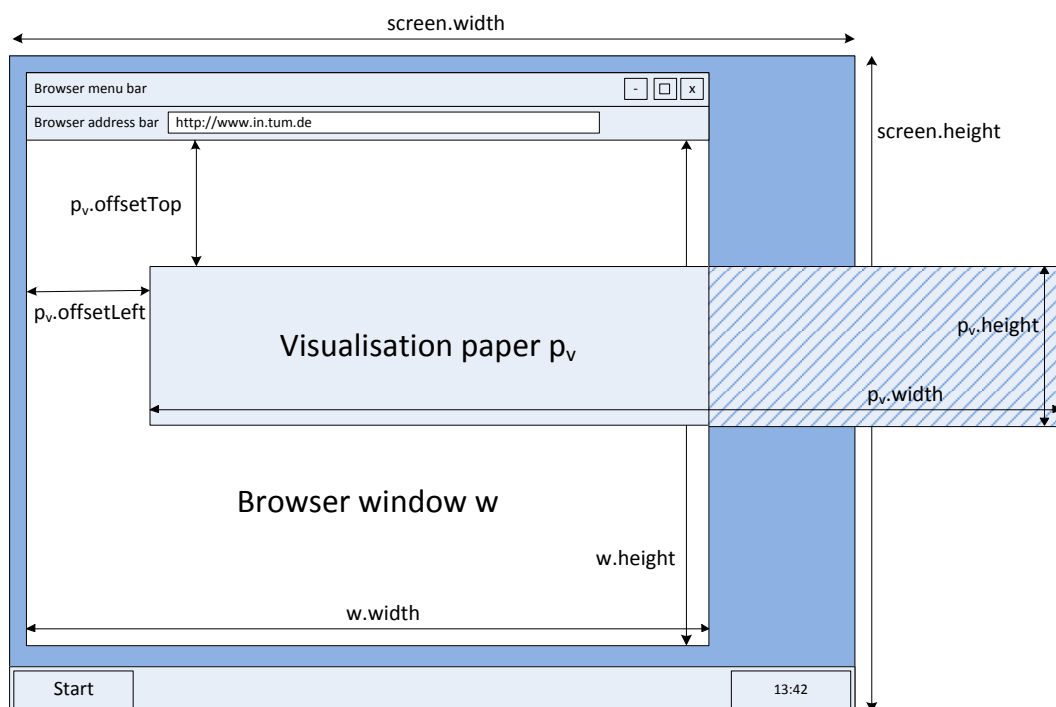 screen.width
Browser menu bar
- x
Browser address bar http://www.in.tum.de
screen.height
pᵥ.offsetTop
pᵥ.offsetLeft
pᵥ.height
Visualisation paper pᵥ
pᵥ.width
Browser window w
w.height
w.width
Start
13:42